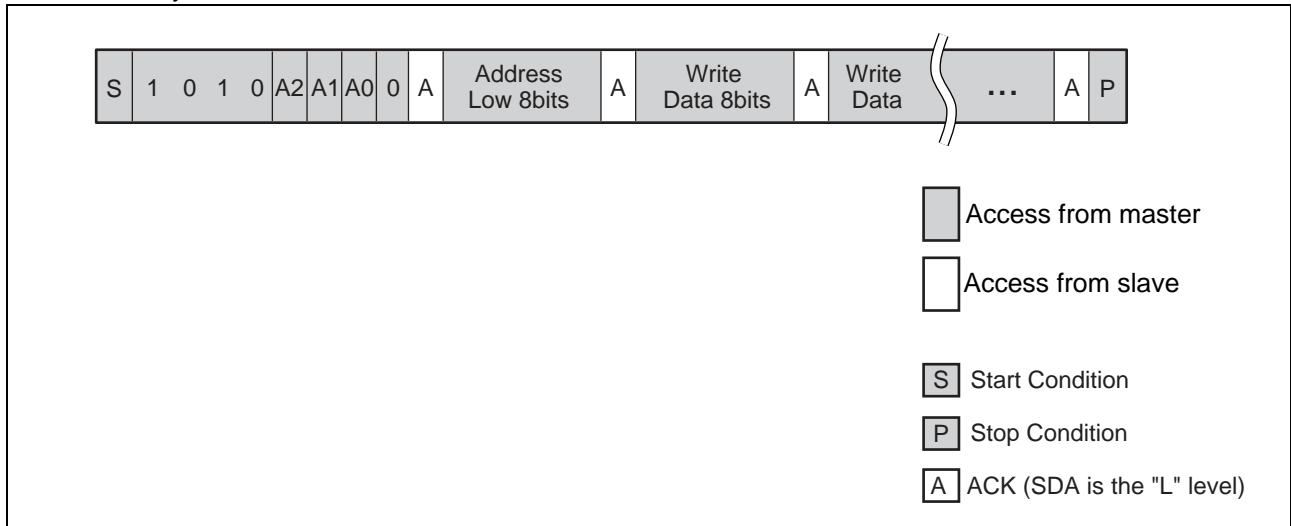 S 1 0 1 0 A2 A1 A0 0 A Address Low 8bits A Write Data 8bits A Write Data ... A P
Access from master
Access from slave
S Start Condition
P Stop Condition
A ACK (SDA is the "L" level)